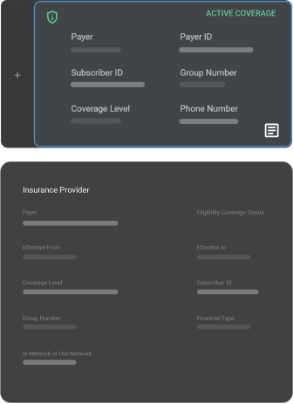 ACTIVE COVERAGE
Payer Payer ID
+
Subscriber ID Group Number
Coverage Level Phone Number
Insurance Provider
Payer Eligibility Coverage Status
Effective From Effective to
Coverage Level Subscriber ID
Group Number Financial Type
In-Network or Out-Network